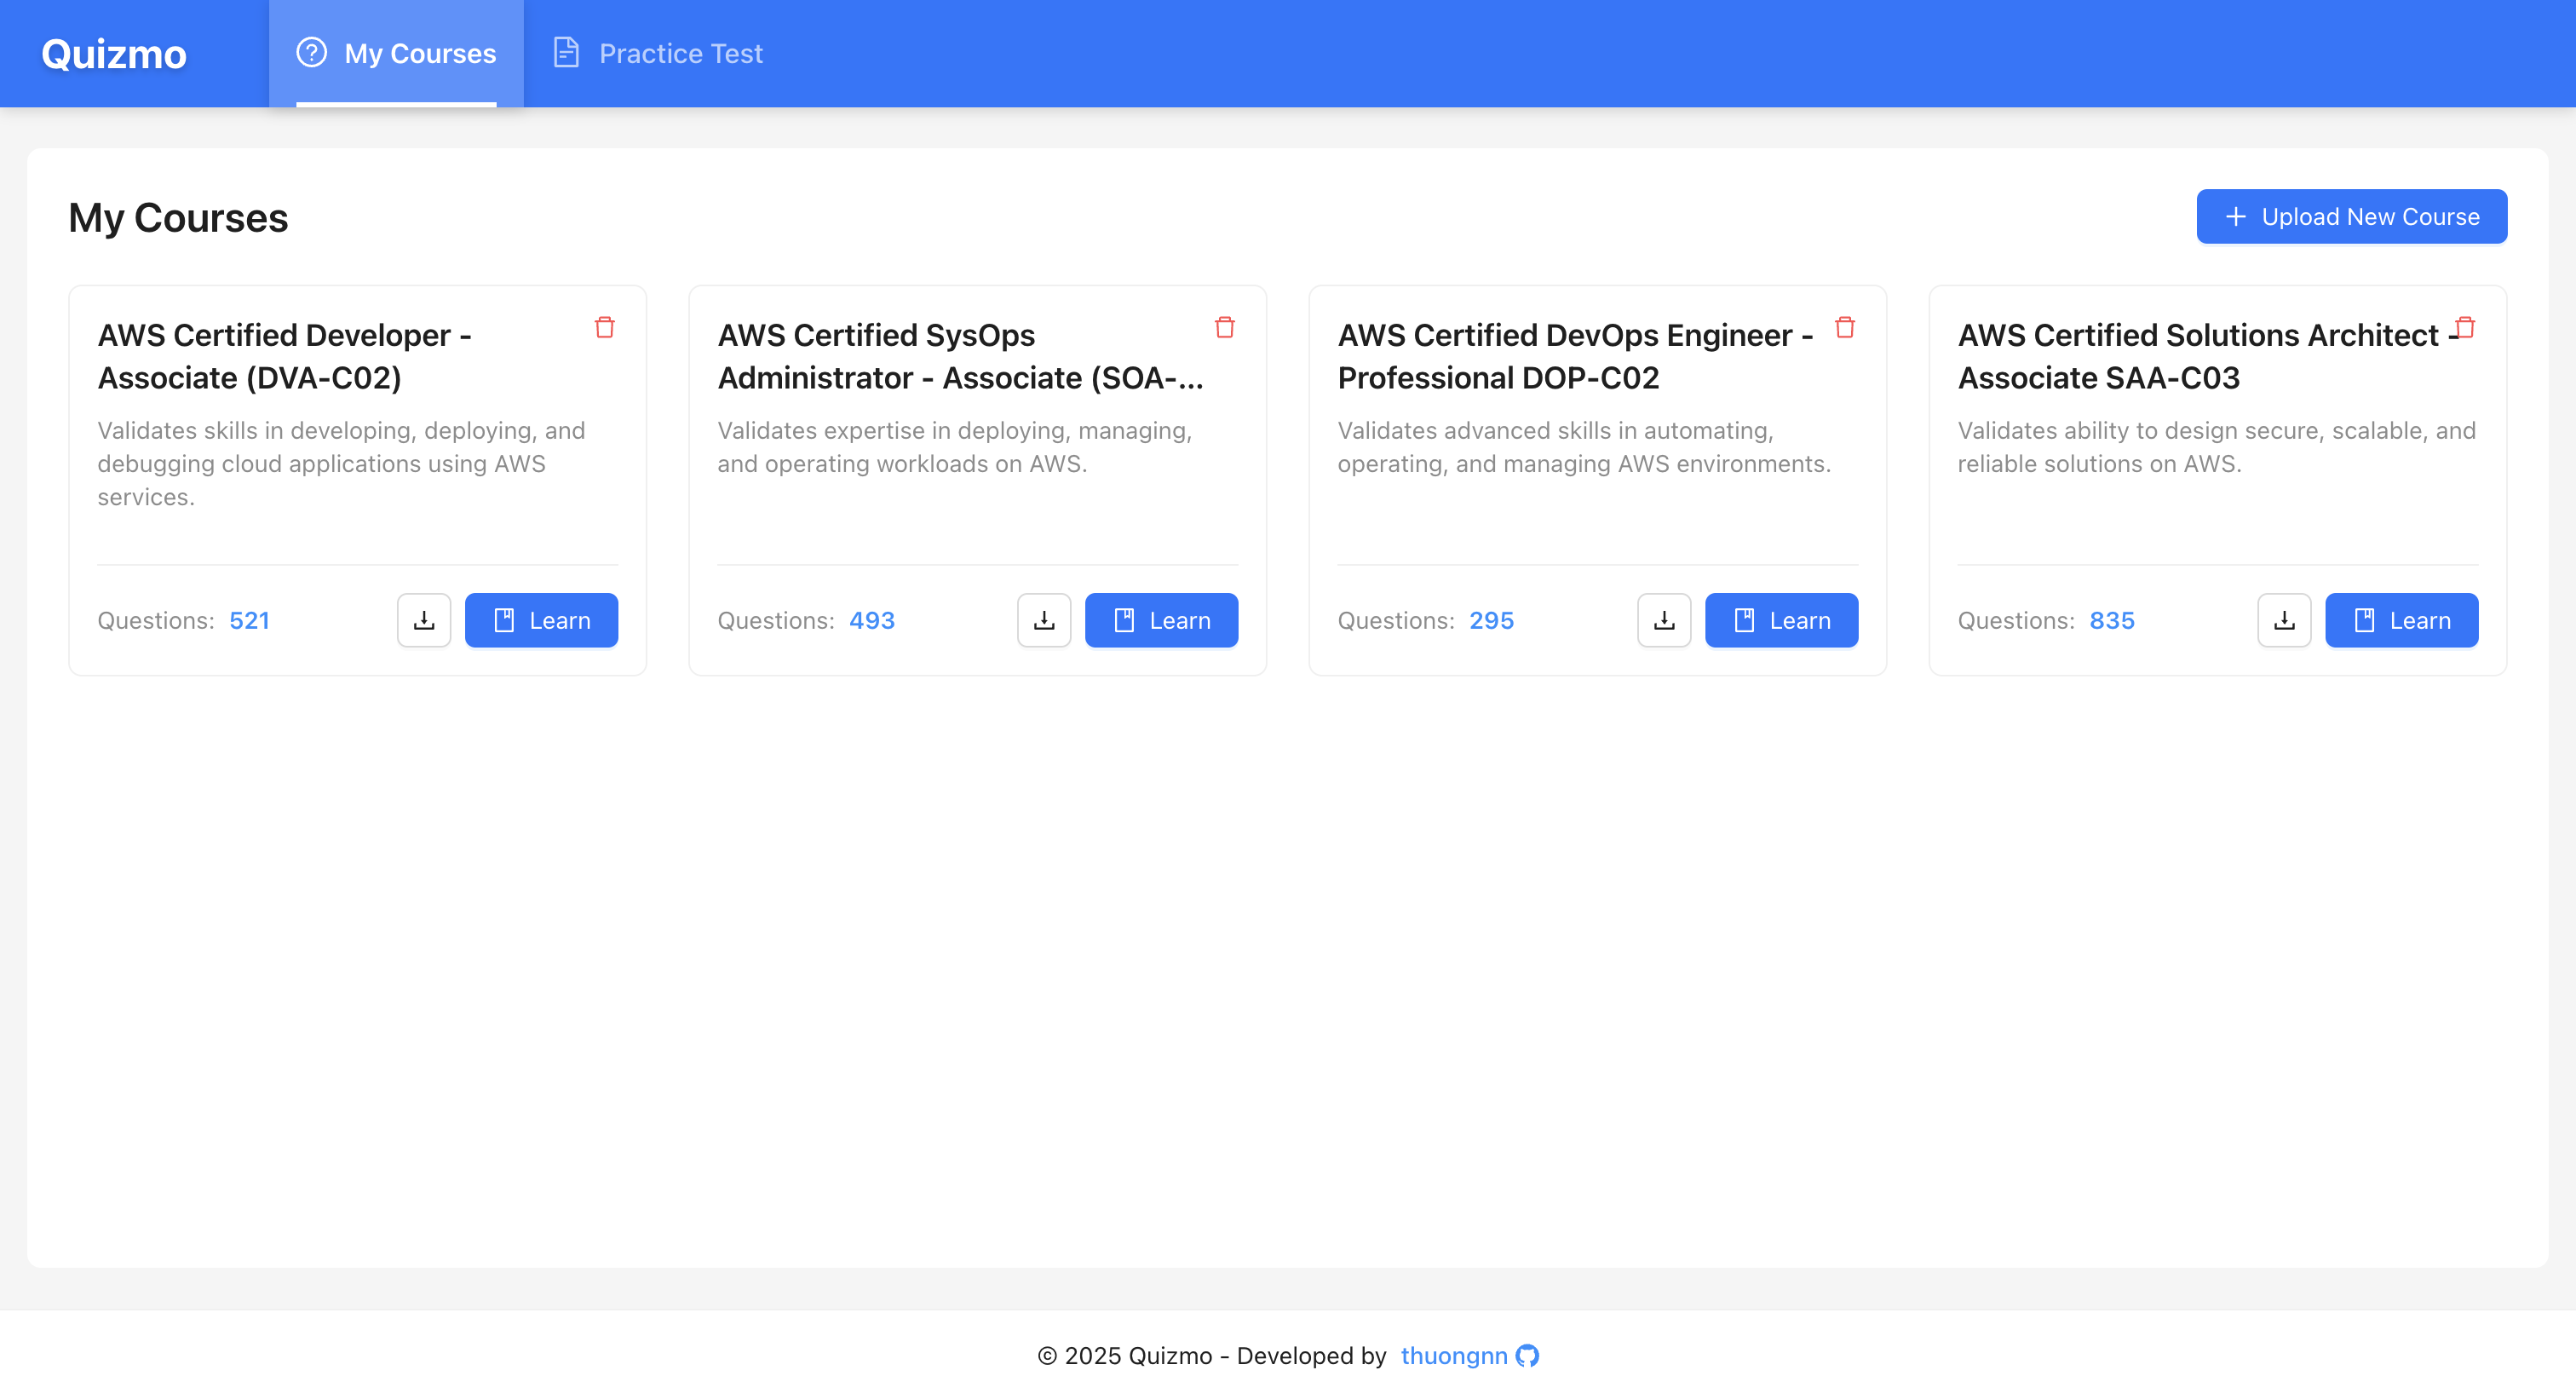 Quizmo
My Courses
Practice Test
My Courses
Upload New Course
AWS Certified Developer -
Associate (DVA-C02)
Validates skills in developing, deploying, and
debugging cloud applications using AWS
services.
Questions: 521
Learn
AWS Certified SysOps
Administrator - Associate (SOA-...
Validates expertise in deploying, managing,
and operating workloads on AWS.
Questions: 493
Learn
AWS Certified DevOps Engineer -
Professional DOP-C02
Validates advanced skills in automating,
operating, and managing AWS environments.
Questions: 295
Learn
AWS Certified Solutions Architect -
Associate SAA-C03
Validates ability to design secure, scalable, and
reliable solutions on AWS.
Questions: 835
Learn
© 2025 Quizmo - Developed by thuongnn